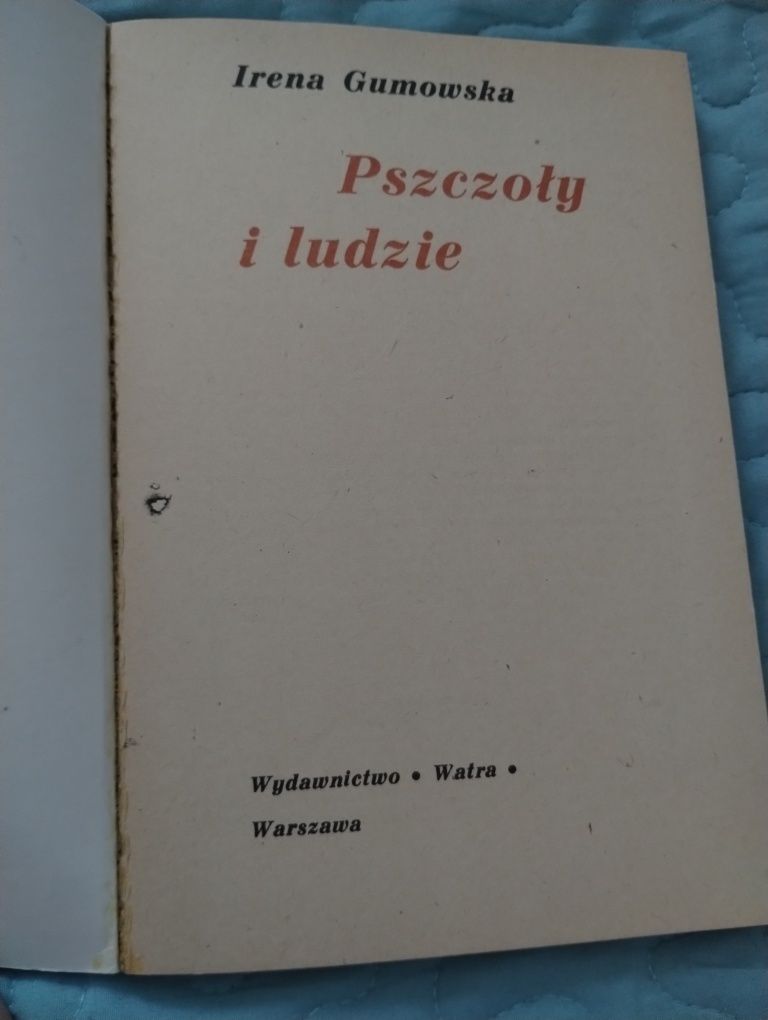 Irena Gumowska
Pszczoły
i ludzie
Wydawnictwo • Watra •
Warszawa